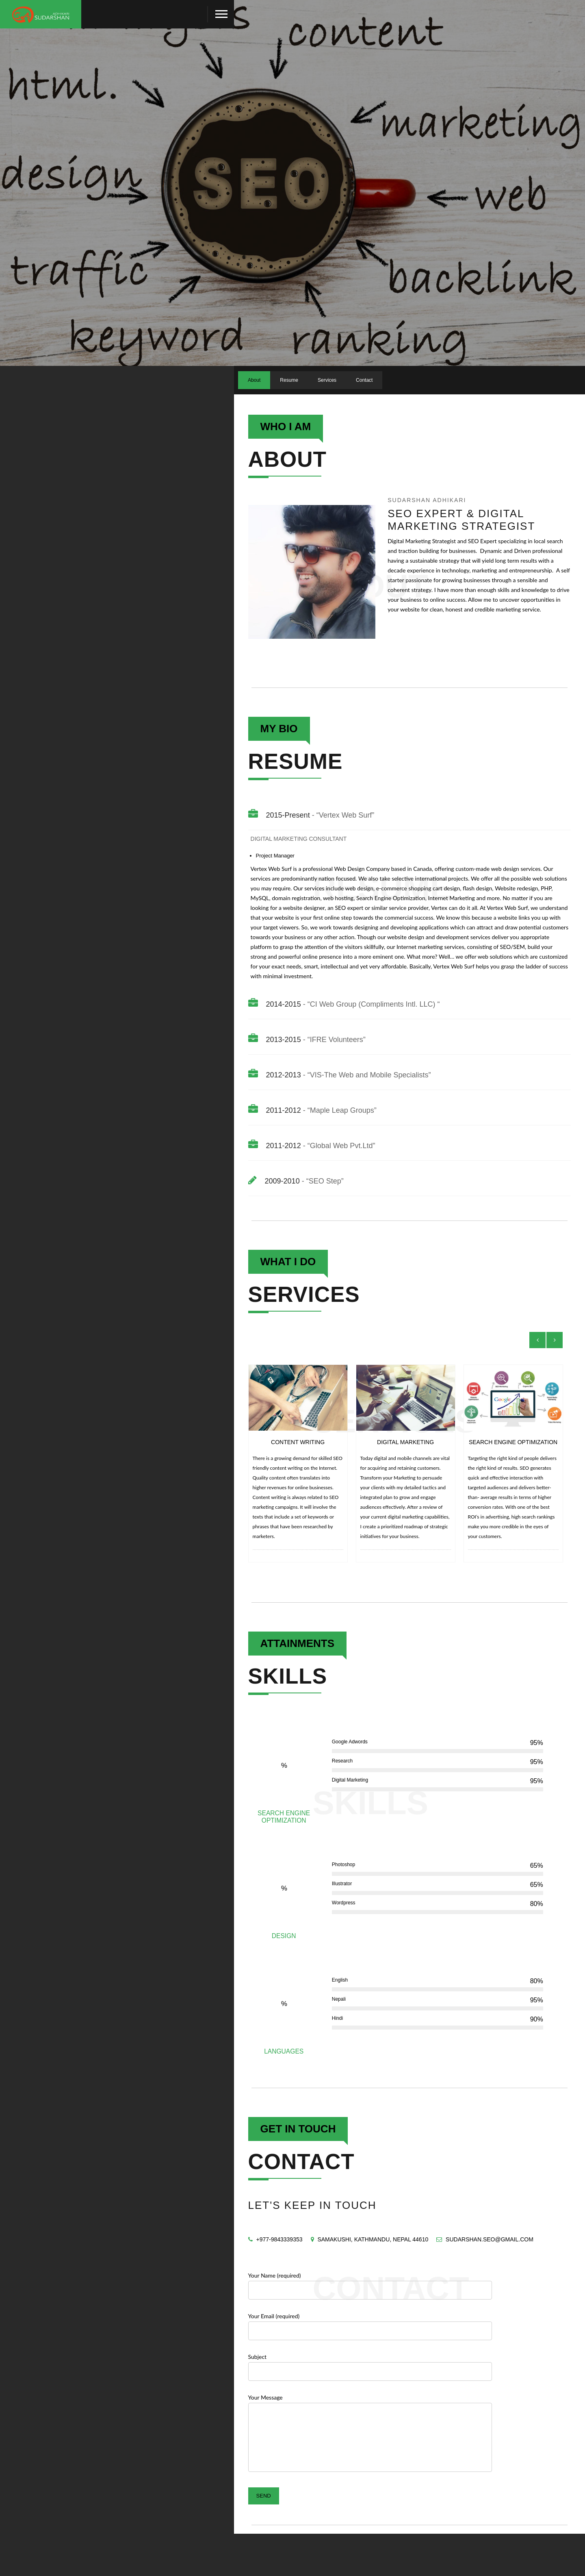 SUDARSHAN
content
html.
marketing
design
SEO
web
traffic
backlink
keyword
ranking
About Resume Services Contact
WHO I AM
ABOUT
SUDARSHAN ADHIKARI
SEO EXPERT & DIGITAL
MARKETING STRATEGIST
Digital Marketing Strategist and SEO Expert specializing in local search
and traction building for businesses. Dynamic and Driven professional
having a sustainable strategy that will yield long term results with a
decade experience in technology, marketing and entrepreneurship. A self
starter passionate for growing businesses through a sensible and
coherent strategy. I have more than enough skills and knowledge to drive
your business to online success. Allow me to uncover opportunities in
your website for clean, honest and credible marketing service.
MY BIO
RESUME
2015-Present - "Vertex Web Surf"
DIGITAL MARKETING CONSULTANT
• Project Manager
Vertex Web Surf is a professional Web Design Company based in Canada, offering custom-made web design services. Our
services are predominantly nation focused. We also take selective international projects. We offer all the possible web solutions
you may require. Our services include web design, e-commerce shopping cart design, flash design, Website redesign, PHP,
MySQL, domain registration, web hosting, Search Engine Optimization, Internet Marketing and more. No matter if you are
looking for a website designer, an SEO expert or similar service provider, Vertex can do it all. At Vertex Web Surf, we understand
that your website is your first online step towards the commercial success. We know this because a website links you up with
your target viewers. So, we work towards designing and developing applications which can attract and draw potential customers
towards your business or any other action. Though our website design and development services deliver you appropriate
platform to grasp the attention of the visitors skillfully, our Internet marketing services, consisting of SEO/SEM, build your
strong and powerful online presence into a more eminent one. What more? Well... we offer web solutions which are customized
for your exact needs, smart, intellectual and yet very affordable. Basically, Vertex Web Surf helps you grasp the ladder of success
with minimal investment.
2014-2015 - "CI Web Group (Compliments Intl. LLC) "
2013-2015 - "IFRE Volunteers"
2012-2013 - "VIS-The Web and Mobile Specialists"
2011-2012 - "Maple Leap Groups"
2011-2012 - "Global Web Pvt.Ltd"
2009-2010 - "SEO Step"
WHAT I DO
SERVICES
CONTENT WRITING
There is a growing demand for skilled SEO
friendly content writing on the Internet.
Quality content often translates into
higher revenues for online businesses.
Content writing is always related to SEO
marketing campaigns. It will involve the
texts that include a set of keywords or
phrases that have been researched by
marketers.
DIGITAL MARKETING
Today digital and mobile channels are vital
for acquiring and retaining customers.
Transform your Marketing to persuade
your clients with my detailed tactics and
integrated plan to grow and engage
audiences effectively. After a review of
your current digital marketing capabilities,
I create a prioritized roadmap of strategic
initiatives for your business.
SEARCH ENGINE OPTIMIZATION
Targeting the right kind of people delivers
the right kind of results. SEO generates
quick and effective interaction with
targeted audiences and delivers better-
than- average results in terms of higher
conversion rates. With one of the best
ROI's in advertising, high search rankings
make you more credible in the eyes of
your customers.
ATTAINMENTS
SKILLS
SKILLS
%
SEARCH ENGINE
OPTIMIZATION
Google Adwords 95%
Research 95%
Digital Marketing 95%
%
DESIGN
Photoshop 65%
Illustrator 65%
Wordpress 80%
%
LANGUAGES
English 80%
Nepali 95%
Hindi 90%
GET IN TOUCH
CONTACT
LET'S KEEP IN TOUCH
+977-9843339353 SAMAKUSHI, KATHMANDU, NEPAL 44610 SUDARSHAN.SEO@GMAIL.COM
CONTACT
Your Name (required)
Your Email (required)
Subject
Your Message
SEND